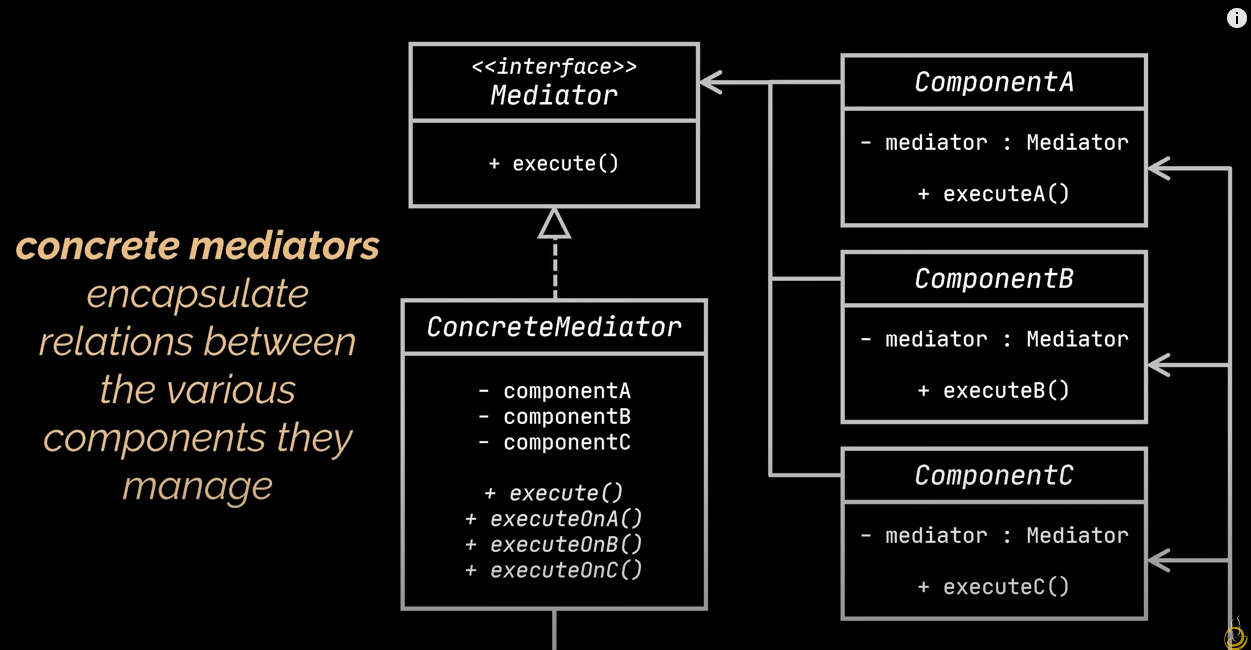 concrete mediators
encapsulate
relations between
the various
components they
manage
<<interface>>
Mediator
+ execute()
ConcreteMediator
- componentA
- componentB
- componentC
+ execute()
+ executeOnA()
+ executeOnB()
+ executeOnC()
ComponentA
- mediator : Mediator
+ executeA()
ComponentB
- mediator : Mediator
+ executeB()
ComponentC
- mediator : Mediator
+ executeC()
i